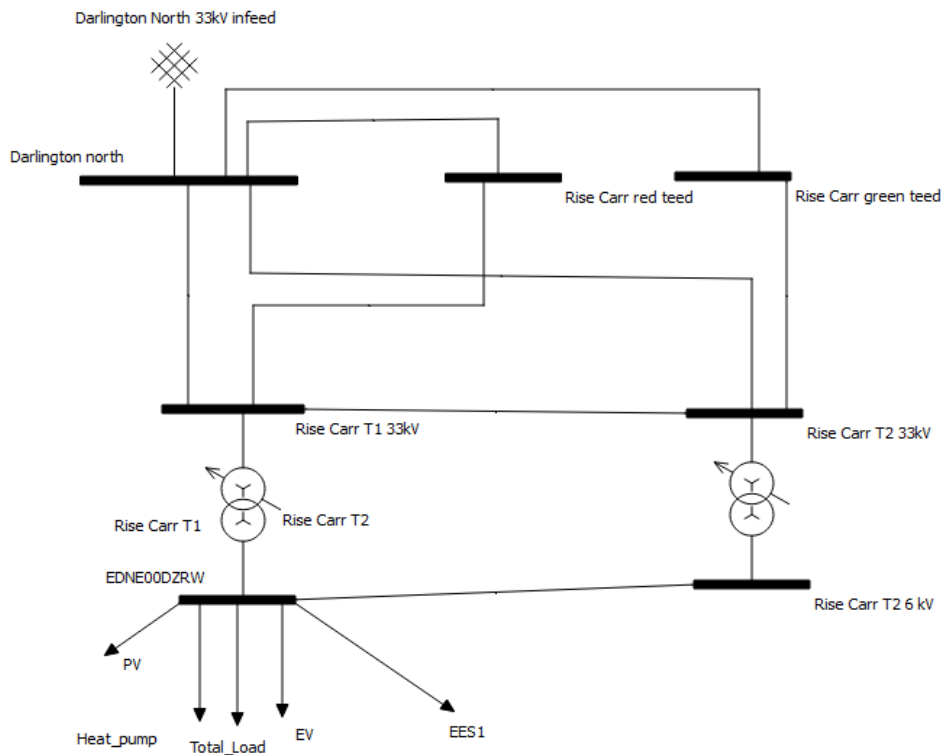 Darlington North 33kV infeed
Darlington north
Rise Carr red teed
Rise Carr green teed
Rise Carr T1 33kV
Rise Carr T2 33kV
Rise Carr T1
Rise Carr T2
EDNE00DZRW
Rise Carr T2 6 kV
PV
Heat_pump
Total_Load
EV
EES1